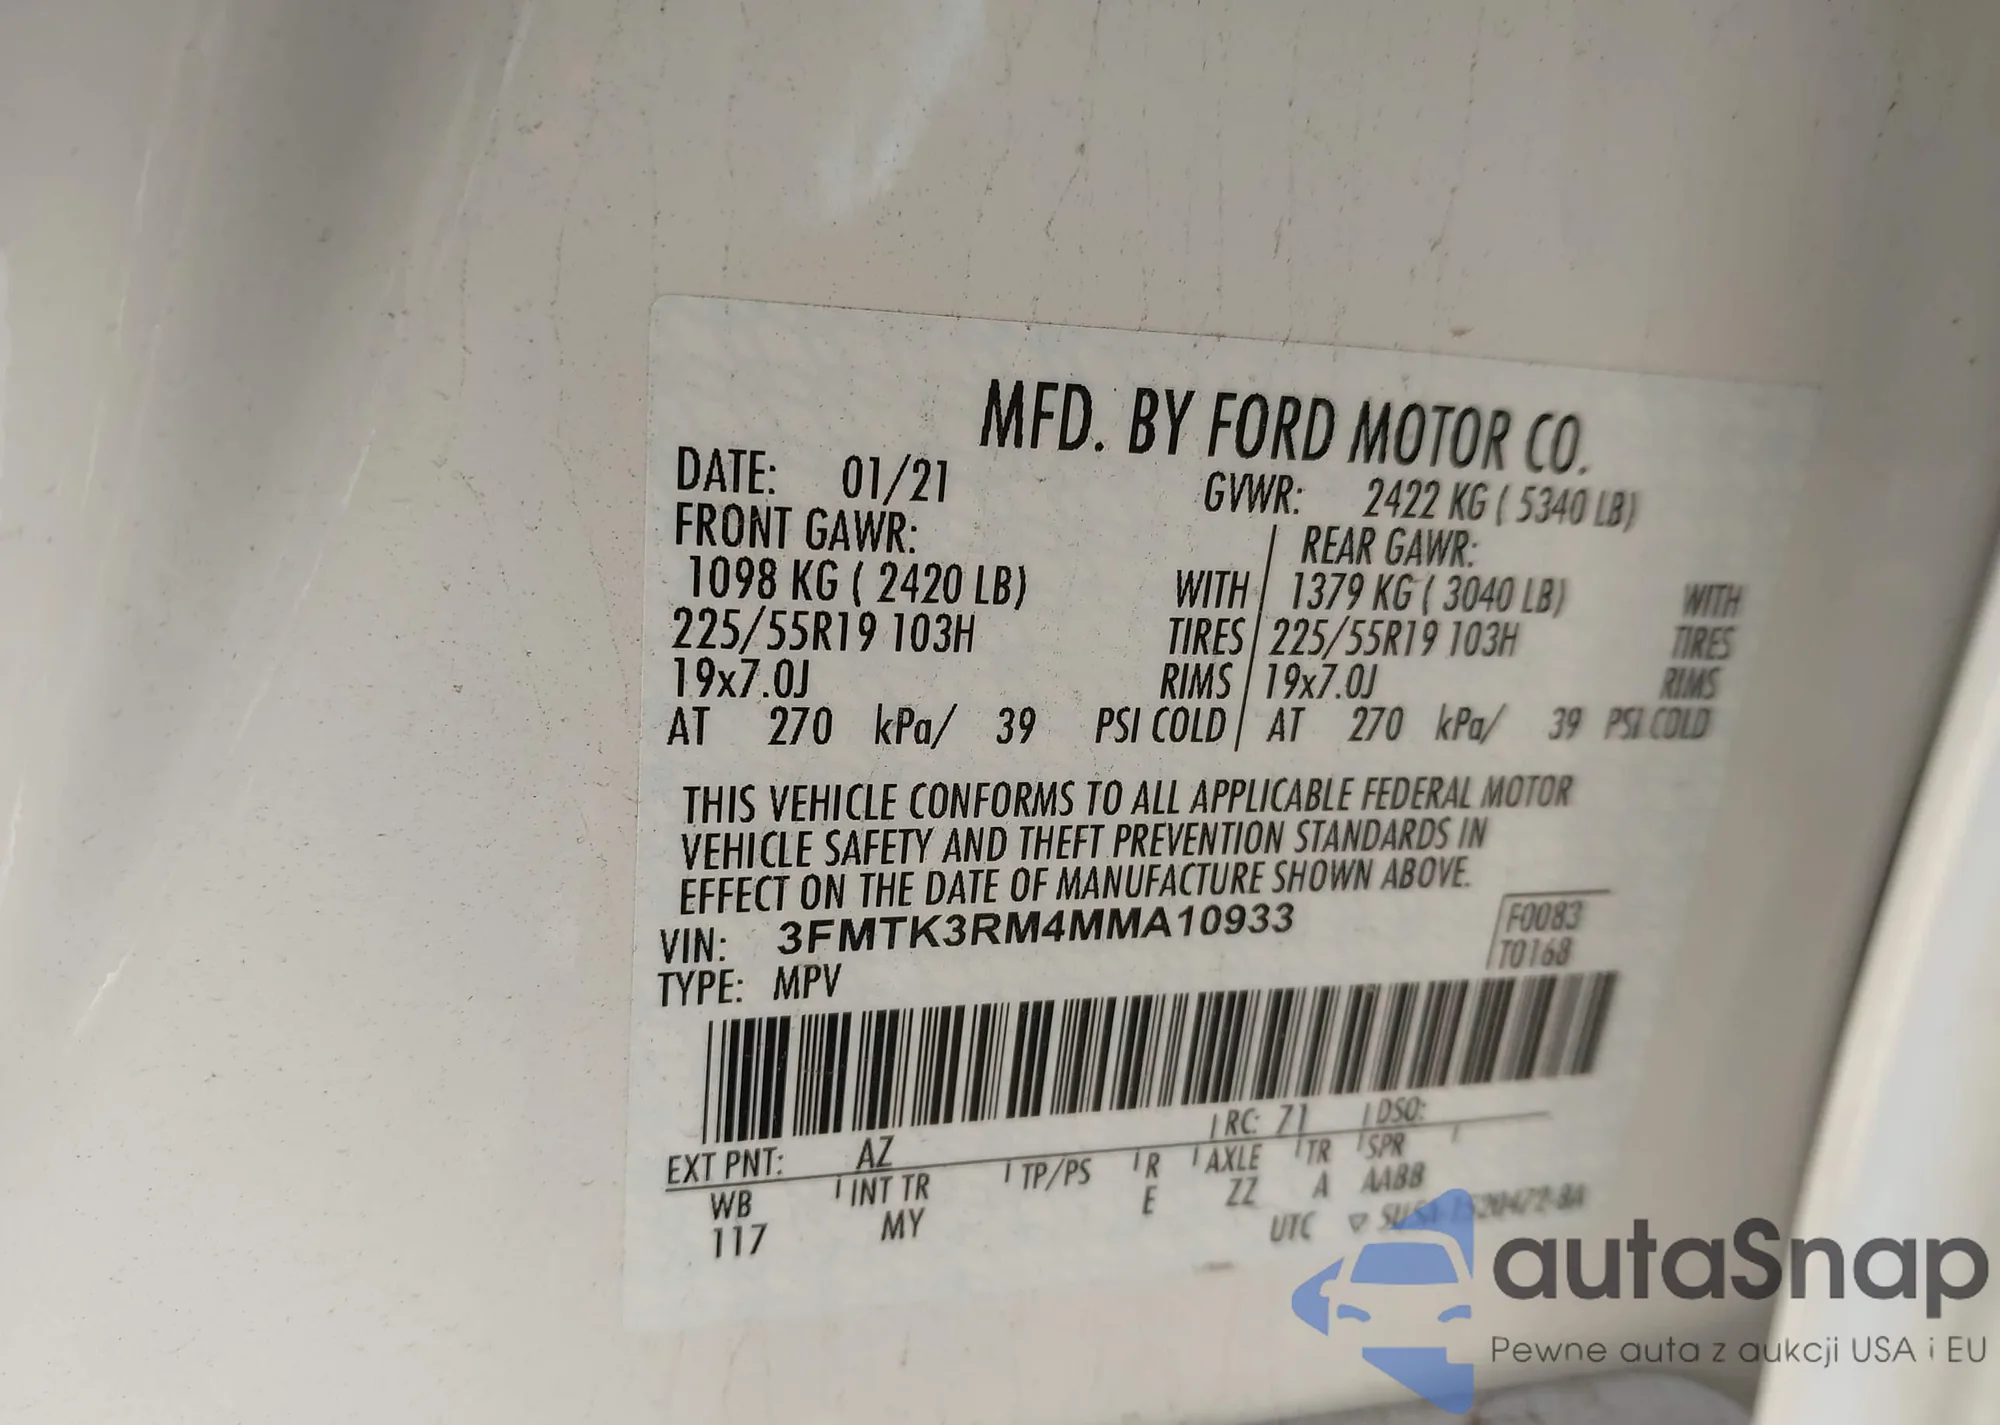 MFD. BY FORD MOTOR CO.
DATE: 01/21 GVWR: 2422 KG ( 5340 LB)
FRONT GAWR: REAR GAWR:
1098 KG ( 2420 LB) WITH 1379 KG ( 3040 LB) WITH
225/55R19 103H TIRES 225/55R19 103H TIRES
19x7.0J RIMS 19x7.0J RIMS
AT 270 kPa/ 39 PSI COLD AT 270 kPa/ 39 PSI COLD
THIS VEHICLE CONFORMS TO ALL APPLICABLE FEDERAL MOTOR
VEHICLE SAFETY AND THEFT PREVENTION STANDARDS IN
EFFECT ON THE DATE OF MANUFACTURE SHOWN ABOVE.
VIN: 3FMTK3RM4MMA10933 F0083
TYPE: MPV T0168
RC: 71 DSO:
EXT PNT: AZ
WB INT TR TP/PS R AXLE TR SPR
117 MY E ZZ A AABB
UTC
autaSnap
Pewne auta z aukcji USA i EU